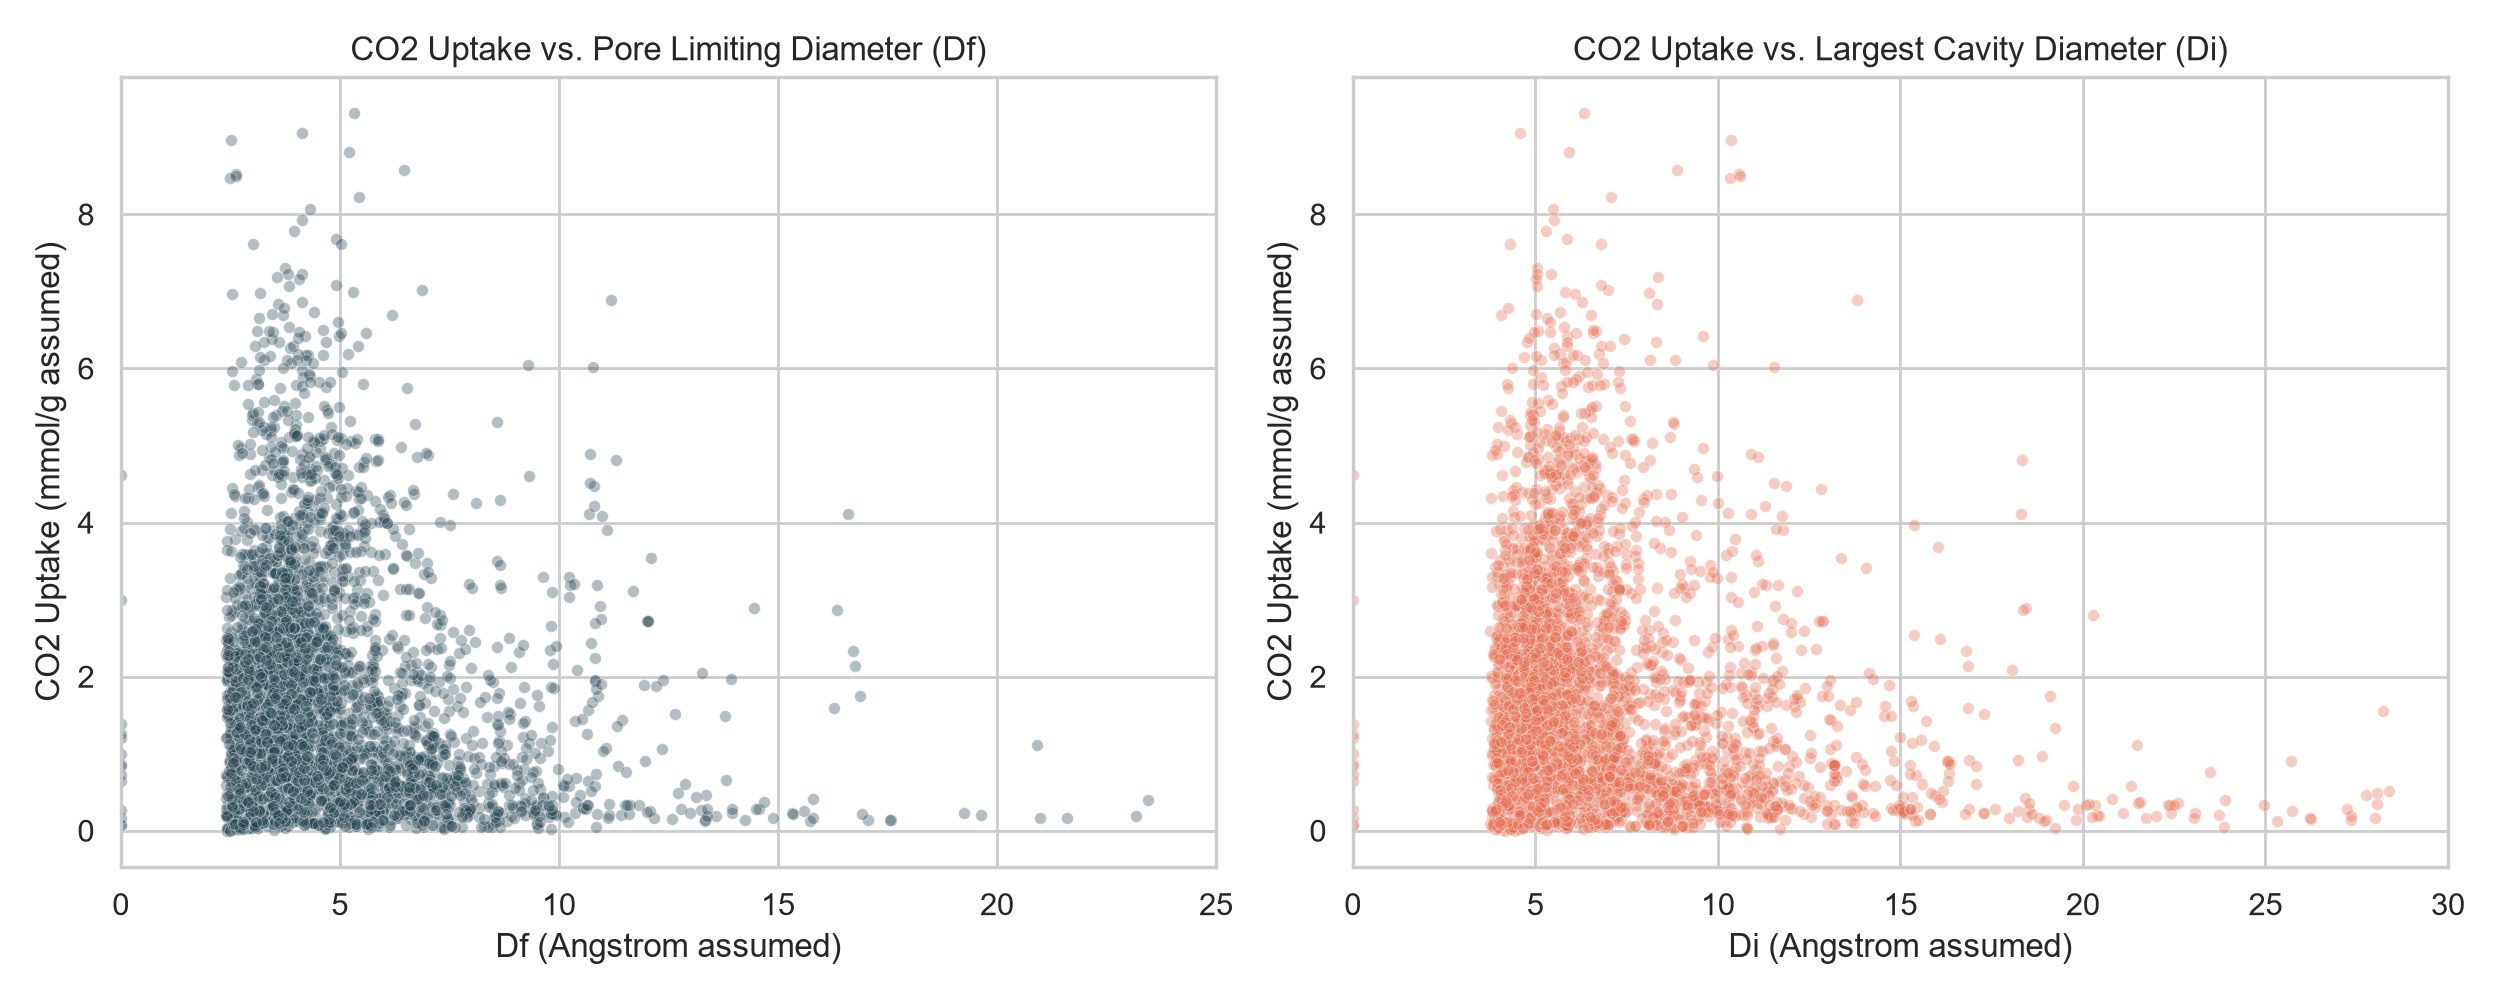 CO2 Uptake vs. Pore Limiting Diameter (Df)
CO2 Uptake (mmol/g assumed)
8
6
4
2
0
0 5 10 15 20 25
Df (Angstrom assumed)
CO2 Uptake vs. Largest Cavity Diameter (Di)
CO2 Uptake (mmol/g assumed)
8
6
4
2
0
0 5 10 15 20 25 30
Di (Angstrom assumed)